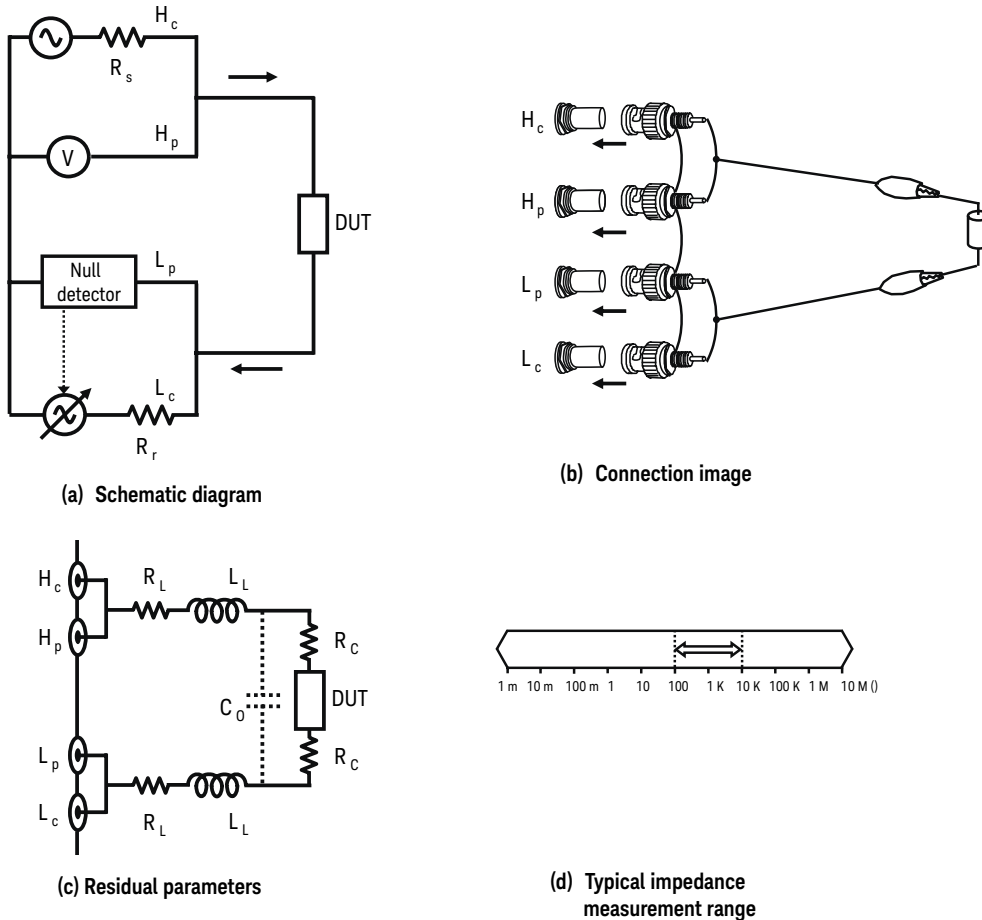 H c
R s
H p
V
DUT
Null
detector
L p
L c
R r
(a) Schematic diagram
H c
H p
L p
L c
(b) Connection image
H c
R L
L L
H p
R C
C O
DUT
L p
R C
L c
R L
L L
(c) Residual parameters
1 m 10 m 100 m 1 10 100 1 K 10 K 100 K 1 M 10 M ()
(d) Typical impedance
measurement range